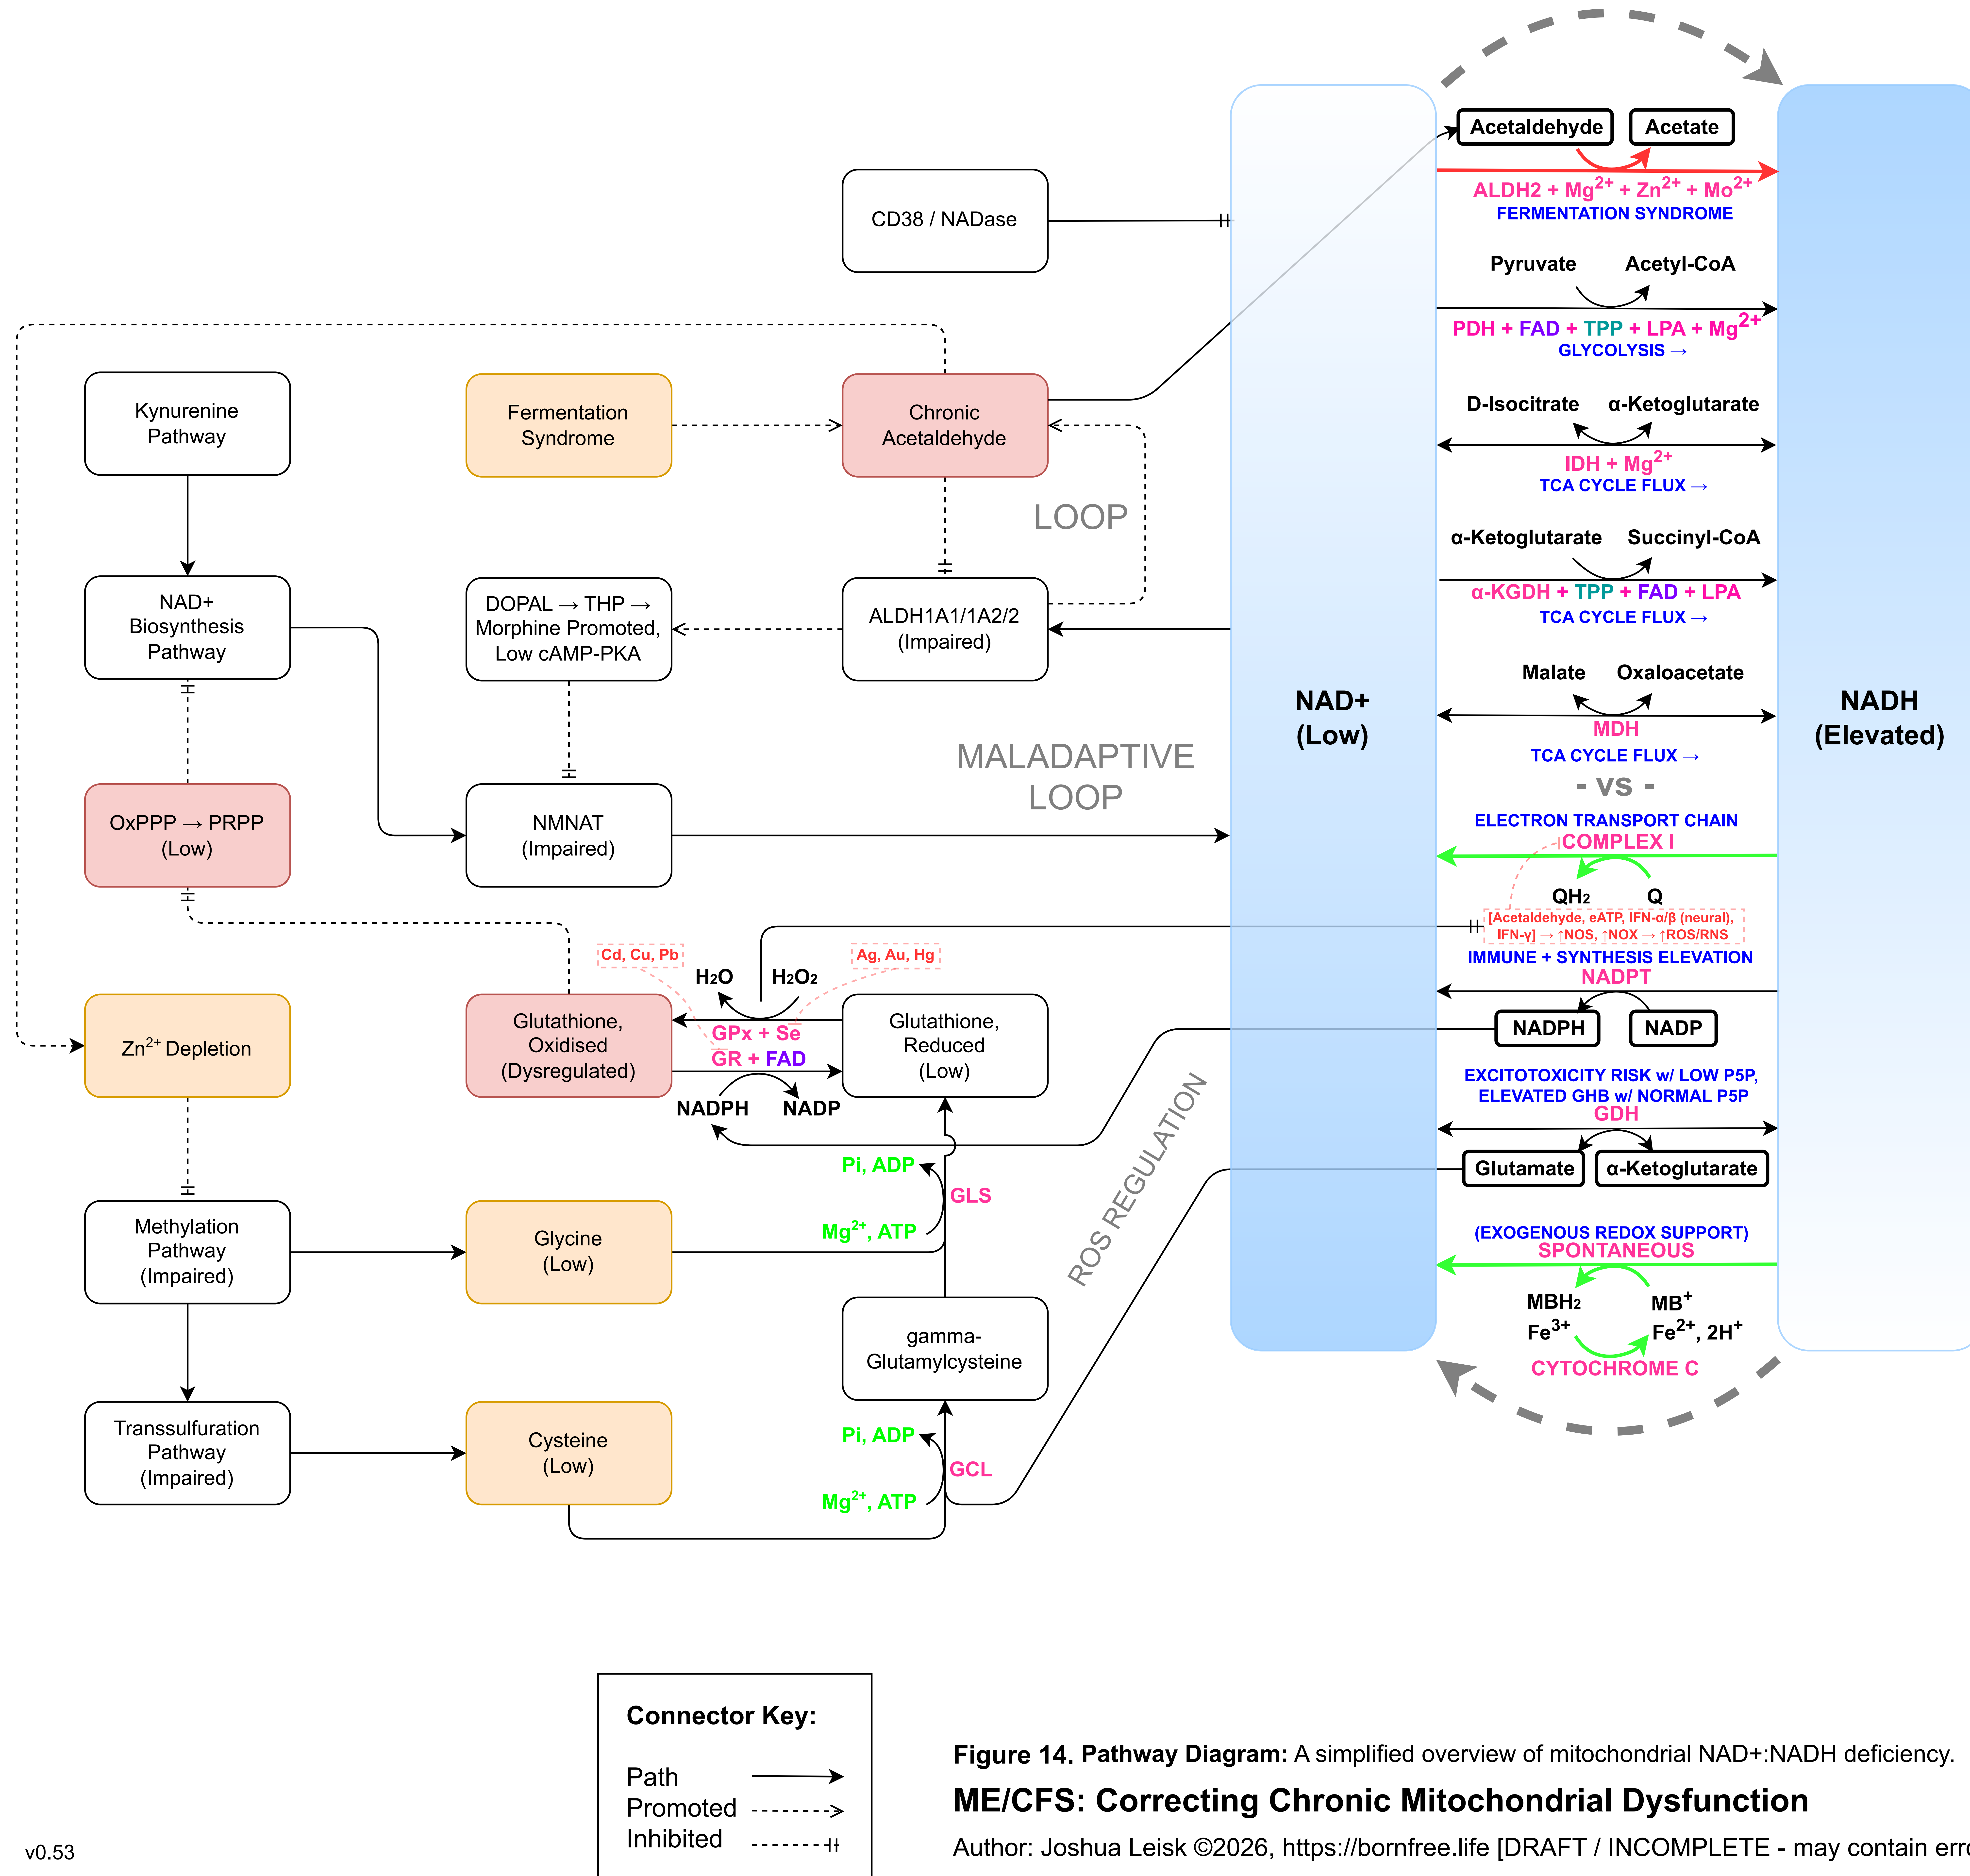 Acetaldehyde
Acetate
ALDH2 + Mg²⁺ + Zn²⁺ + Mo²⁺
FERMENTATION SYNDROME
CD38 / NADase
Pyruvate
Acetyl-CoA
PDH + FAD + TPP + LPA + Mg²⁺
GLYCOLYSIS →
Kynurenine
Pathway
Fermentation
Syndrome
Chronic
Acetaldehyde
D-Isocitrate
α-Ketoglutarate
IDH + Mg²⁺
TCA CYCLE FLUX →
LOOP
α-Ketoglutarate
Succinyl-CoA
α-KGDH + TPP + FAD + LPA
TCA CYCLE FLUX →
NAD+
Biosynthesis
Pathway
DOPAL → THP →
Morphine Promoted,
Low cAMP-PKA
ALDH1A1/1A2/2
(Impaired)
NAD+
(Low)
Malate
Oxaloacetate
MDH
TCA CYCLE FLUX →
NADH
(Elevated)
MALADAPTIVE
LOOP
- vs -
OxPPP → PRPP
(Low)
NMNAT
(Impaired)
ELECTRON TRANSPORT CHAIN
COMPLEX I
QH₂
Q
[Acetaldehyde, eATP, IFN-α/β (neural),
IFN-γ] → ↑NOS, ↑NOX → ↑ROS/RNS
IMMUNE + SYNTHESIS ELEVATION
NADPT
NADPH
NADP
Cd, Cu, Pb
Ag, Au, Hg
H₂O
H₂O₂
Zn²⁺ Depletion
Glutathione,
Oxidised
(Dysregulated)
GPx + Se
GR + FAD
NADPH
NADP
Glutathione,
Reduced
(Low)
ROS REGULATION
EXCITOTOXICITY RISK w/ LOW P5P,
ELEVATED GHB w/ NORMAL P5P
GDH
Glutamate
α-Ketoglutarate
Pi, ADP
GLS
Mg²⁺, ATP
Methylation
Pathway
(Impaired)
Glycine
(Low)
(EXOGENOUS REDOX SUPPORT)
SPONTANEOUS
MBH₂
MB⁺
Fe³⁺
Fe²⁺, 2H⁺
CYTOCHROME C
gamma-
Glutamylcysteine
Transsulfuration
Pathway
(Impaired)
Cysteine
(Low)
Pi, ADP
GCL
Mg²⁺, ATP
Connector Key:
Path
Promoted
Inhibited
Figure 14. Pathway Diagram: A simplified overview of mitochondrial NAD+:NADH deficiency.
ME/CFS: Correcting Chronic Mitochondrial Dysfunction
Author: Joshua Leisk ©2026, https://bornfree.life [DRAFT / INCOMPLETE - may contain
v0.53